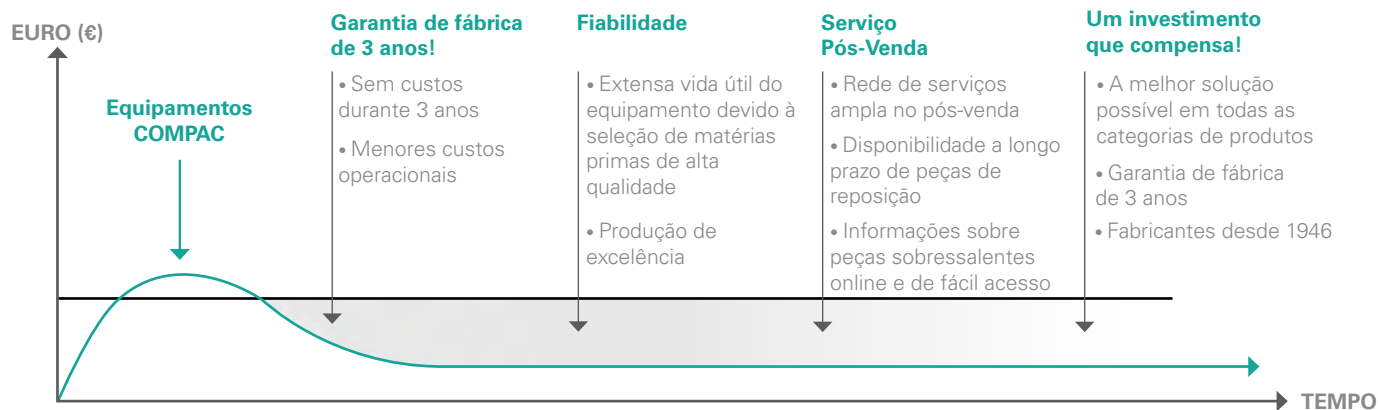 EURO (€)
Equipamentos
COMPAC
Garantia de fábrica
de 3 anos!
• Sem custos
durante 3 anos
• Menores custos
operacionais
Fiabilidade
• Extensa vida útil do
equipamento devido à
seleção de matérias
primas de alta
qualidade
• Produção de
excelência
Serviço
Pós-Venda
• Rede de serviços
ampla no pós-venda
• Disponibilidade a longo
prazo de peças de
reposição
• Informações sobre
peças sobressalentes
online e de fácil acesso
Um investimento
que compensa!
• A melhor solução
possível em todas as
categorias de produtos
• Garantia de fábrica
de 3 anos
• Fabricantes desde 1946
TEMPO